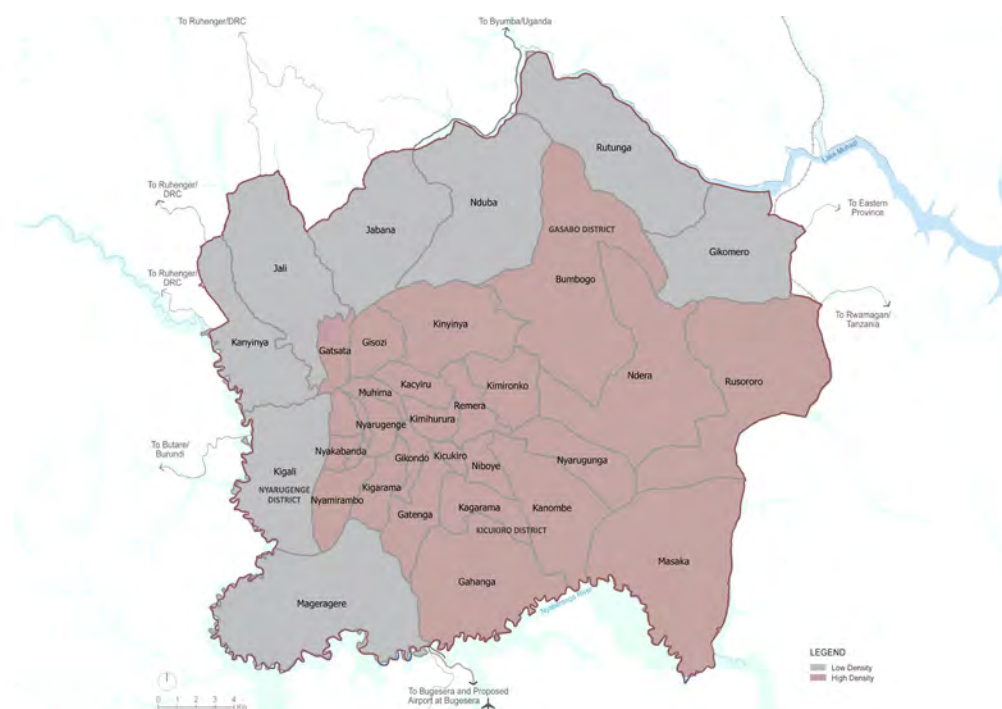 To Ruhenger/DRC
To Byumba/Uganda
Lake Muhazi
Rutunga
To Ruhenger/
DRC
Nduba
To Eastern
Province
Jabana
GASABO DISTRICT
Gikomero
Jali
To Ruhenger/
DRC
Bumbogo
To Rwamagan/
Tanzania
Kinyinya
Kanyinya
Gisozi
Gatsata
Ndera
Rusororo
Kacyiru
Kimironko
Muhima
Remera
Kimihurura
Nyarugenge
To Butare/
Burundi
Nyakabanda
Gikondo
Kicukiro
Niboye
Nyarugunga
Kigali
NYARUGENGE
DISTRICT
Kigarama
Nyamirambo
Kagarama
Kanombe
Gatenga
KICUKIRO DISTRICT
Masaka
Gahanga
Mageragere
LEGEND
Low Density
High Density
To Bugesera and Proposed
Airport at Bugesera
0 1 2 3 4
Km